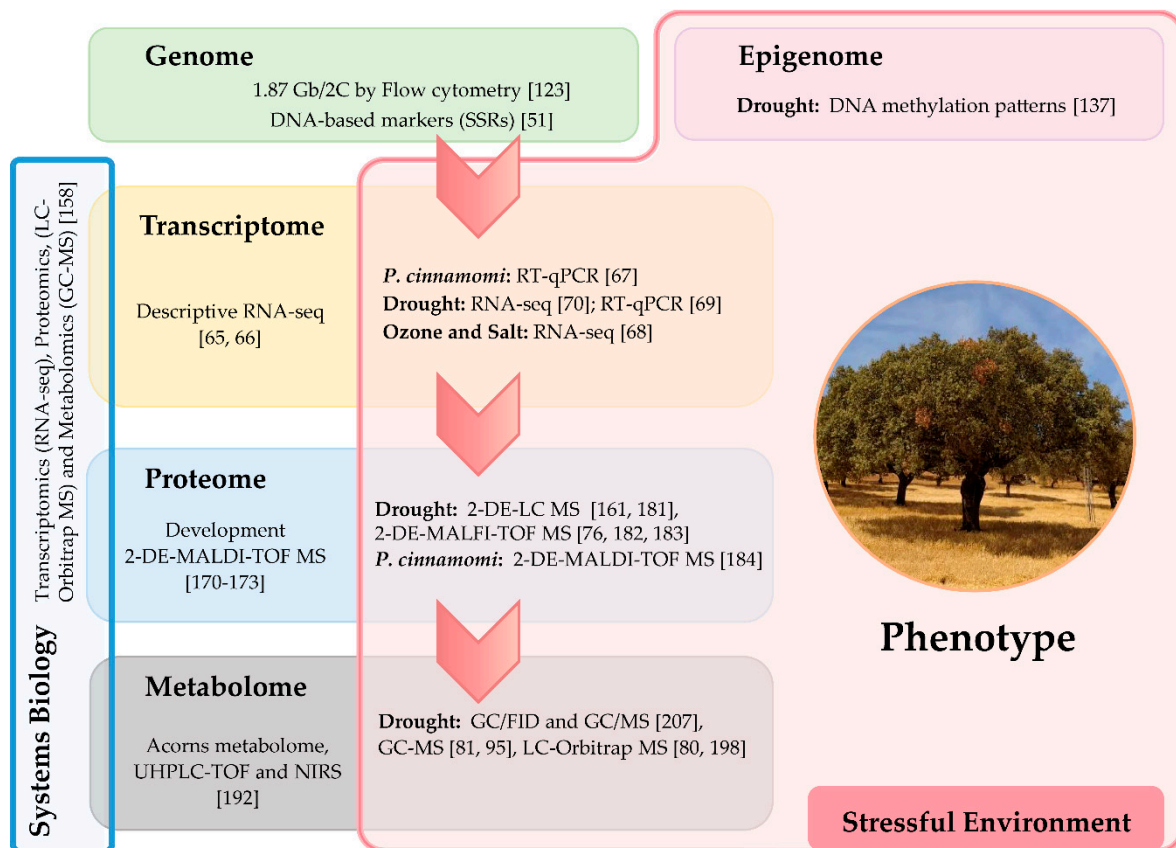 Genome
1.87 Gb/2C by Flow cytometry [123]
DNA-based markers (SSRs) [51]
Epigenome
Drought: DNA methylation patterns [137]
Systems Biology
Transcriptomics (RNA-seq), Proteomics, (LC-
Orbitrap MS) and Metabolomics (GC-MS) [158]
Transcriptome
Descriptive RNA-seq
[65, 66]
P. cinnamomi: RT-qPCR [67]
Drought: RNA-seq [70]; RT-qPCR [69]
Ozone and Salt: RNA-seq [68]
Proteome
Development
2-DE-MALDI-TOF MS
[170-173]
Drought: 2-DE-LC MS [161, 181],
2-DE-MALFI-TOF MS [76, 182, 183]
P. cinnamomi: 2-DE-MALDI-TOF MS [184]
Metabolome
Acorns metabolome,
UHPLC-TOF and NIRS
[192]
Drought: GC/FID and GC/MS [207],
GC-MS [81, 95], LC-Orbitrap MS [80, 198]
Phenotype
Stressful Environment